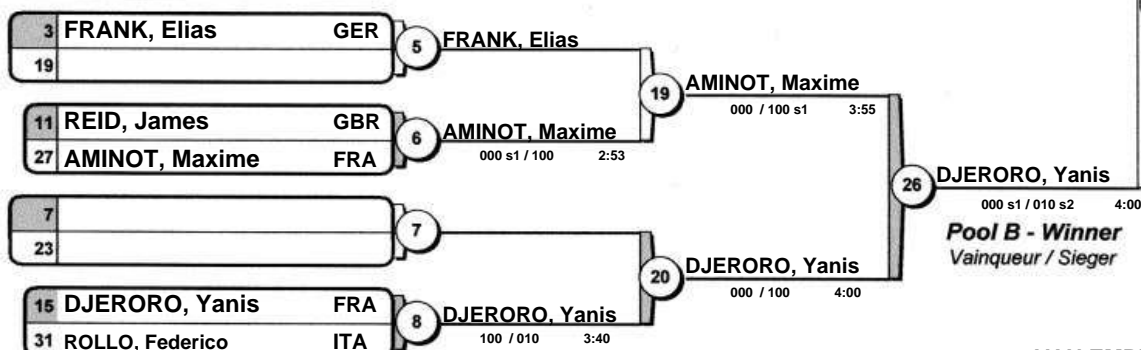 3 FRANK, Elias GER
19
5 FRANK, Elias
11 REID, James GBR
27 AMINOT, Maxime FRA
6 AMINOT, Maxime
000 s1 / 100 2:53
19 AMINOT, Maxime
000 / 100 s1 3:55
7
23
7
15 DJERORO, Yanis FRA
31 ROLLO, Federico ITA
8 DJERORO, Yanis
100 / 010 3:40
20 DJERORO, Yanis
000 / 100 4:00
26 DJERORO, Yanis
000 s1 / 010 s2 4:00
Pool B - Winner
Vainqueur / Sieger